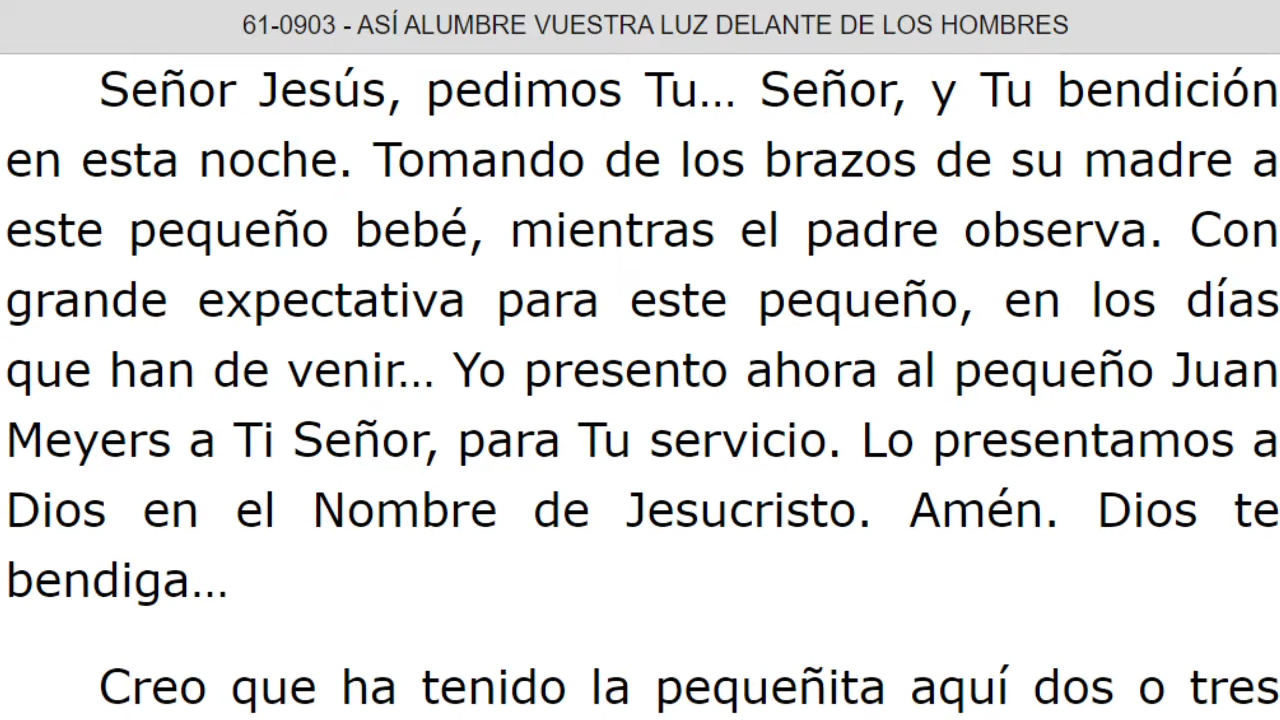 61-0903 - ASÍ ALUMBRE VUESTRA LUZ DELANTE DE LOS HOMBRES
Señor Jesús, pedimos Tu... Señor, y Tu bendición
en esta noche. Tomando de los brazos de su madre a
este pequeño bebé, mientras el padre observa. Con
grande expectativa para este pequeño, en los días
que han de venir... Yo presento ahora al pequeño Juan
Meyers a Ti Señor, para Tu servicio. Lo presentamos a
Dios en el Nombre de Jesucristo. Amén. Dios te
bendiga...
Creo que ha tenido la pequeñita aquí dos o tres